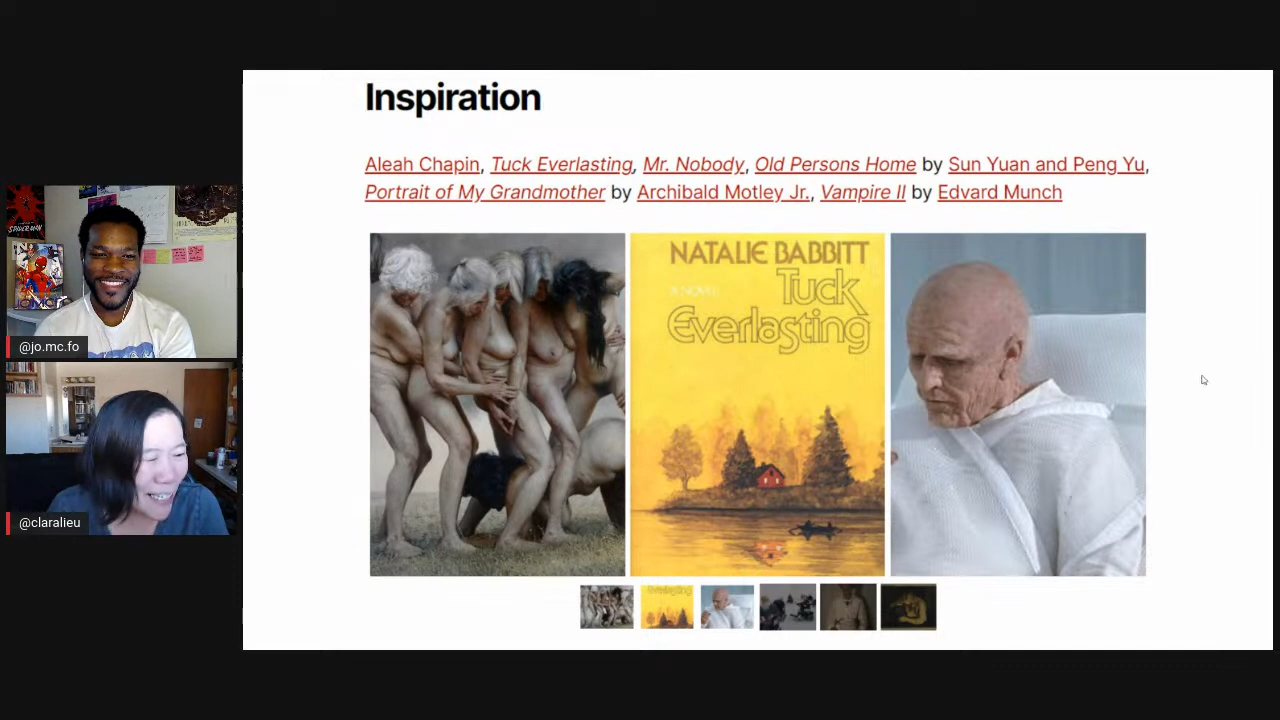 Inspiration
Aleah Chapin, Tuck Everlasting, Mr. Nobody, Old Persons Home by Sun Yuan and Peng Yu,
Portrait of My Grandmother by Archibald Motley Jr., Vampire II by Edvard Munch
NATALIE BABBITT
A NOVEL
Tuck
Everlasting
@jo.mc.fo
@claralieu